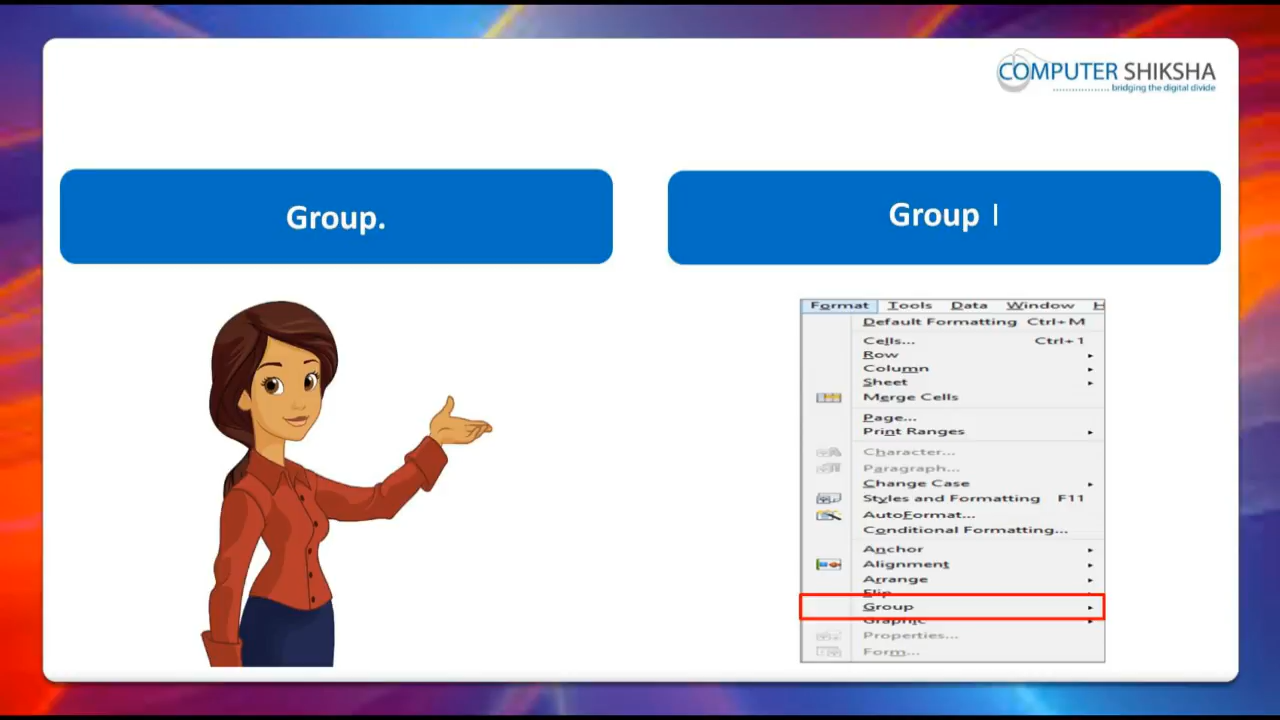 COMPUTER SHIKSHA
bridging the digital divide
Group.
Group ।
Format Tools Data Window H
Default Formatting Ctrl+M
Cells... Ctrl+1
Row
Column
Sheet
Merge Cells
Page...
Print Ranges
Character...
Paragraph...
Change Case
Styles and Formatting F11
AutoFormat...
Conditional Formatting...
Anchor
Alignment
Arrange
Flip
Group
Graphic
Properties...
Form...